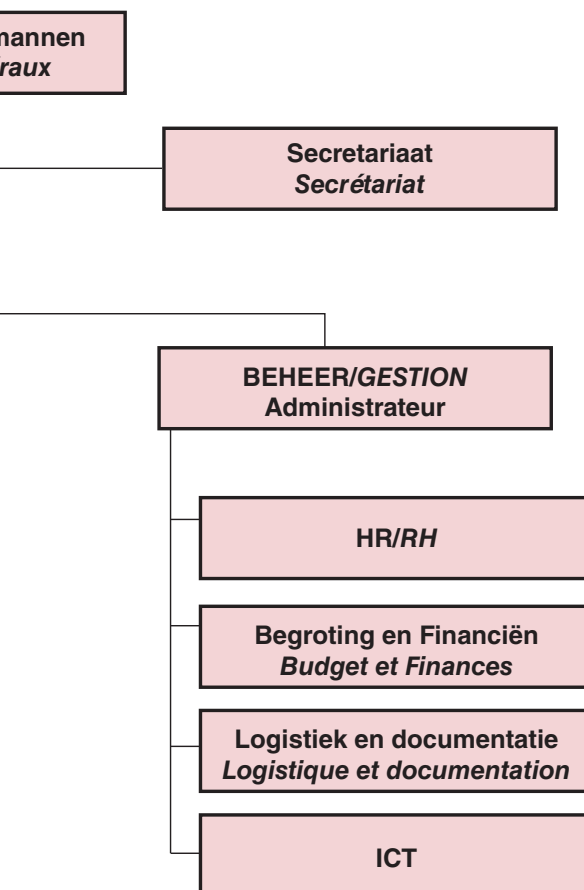 mannen
raux
Secretariaat
Secrétariat
BEHEER/GESTION
Administrateur
HR/RH
Begroting en Financiën
Budget et Finances
Logistiek en documentatie
Logistique et documentation
ICT